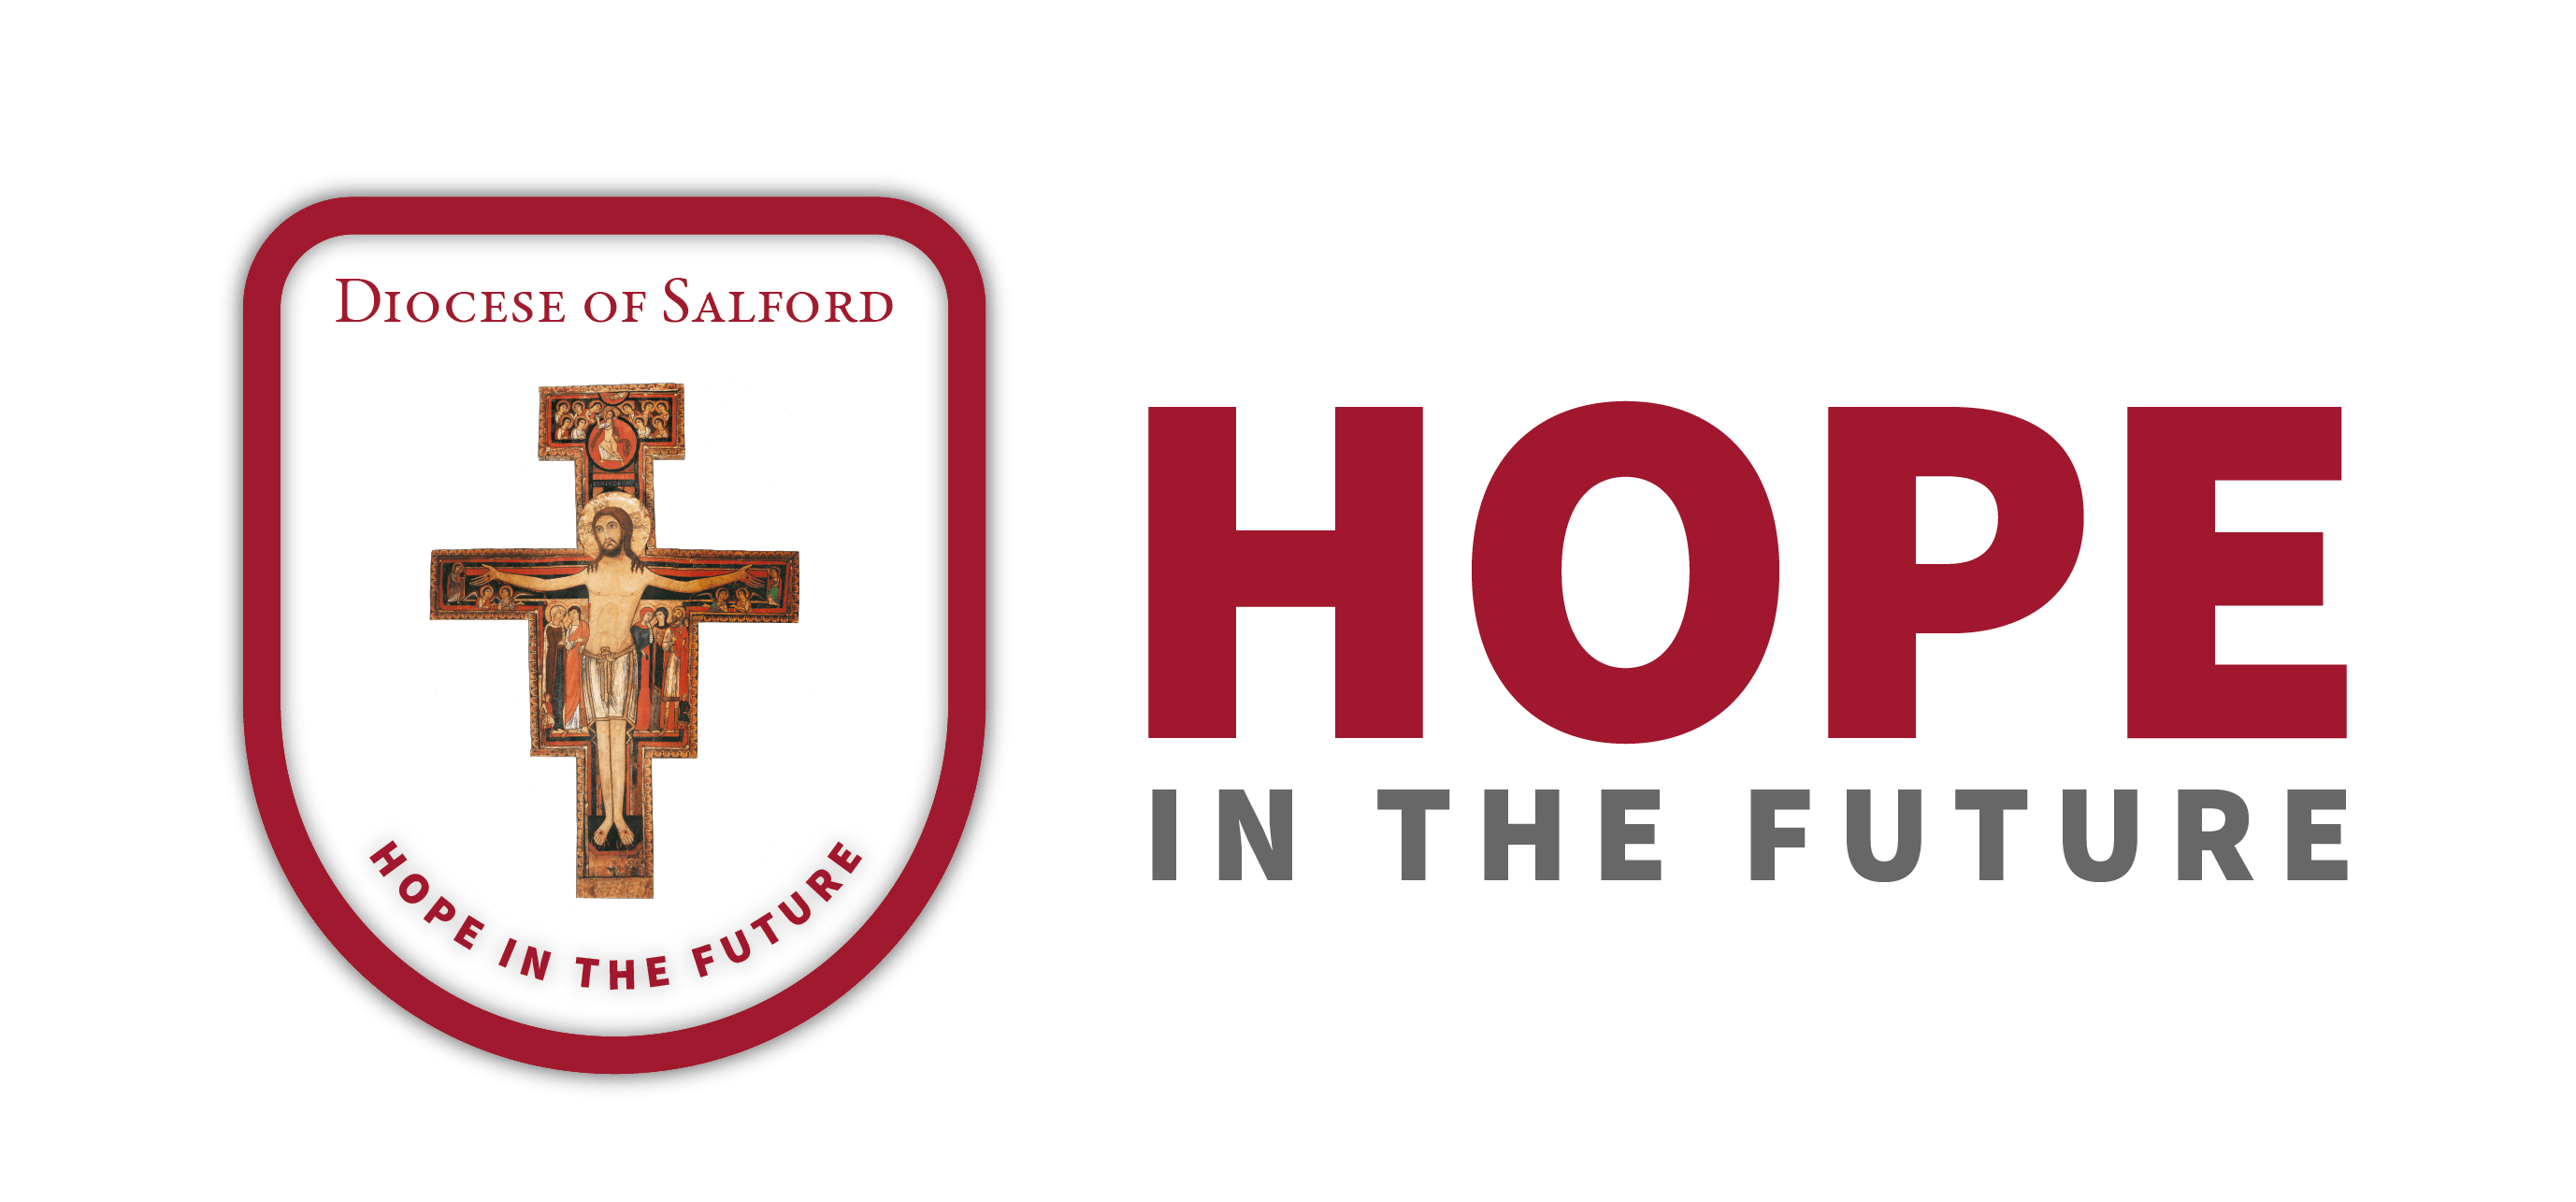 DIOCESE OF SALFORD
HOPE IN THE FUTURE
HOPE
IN THE FUTURE